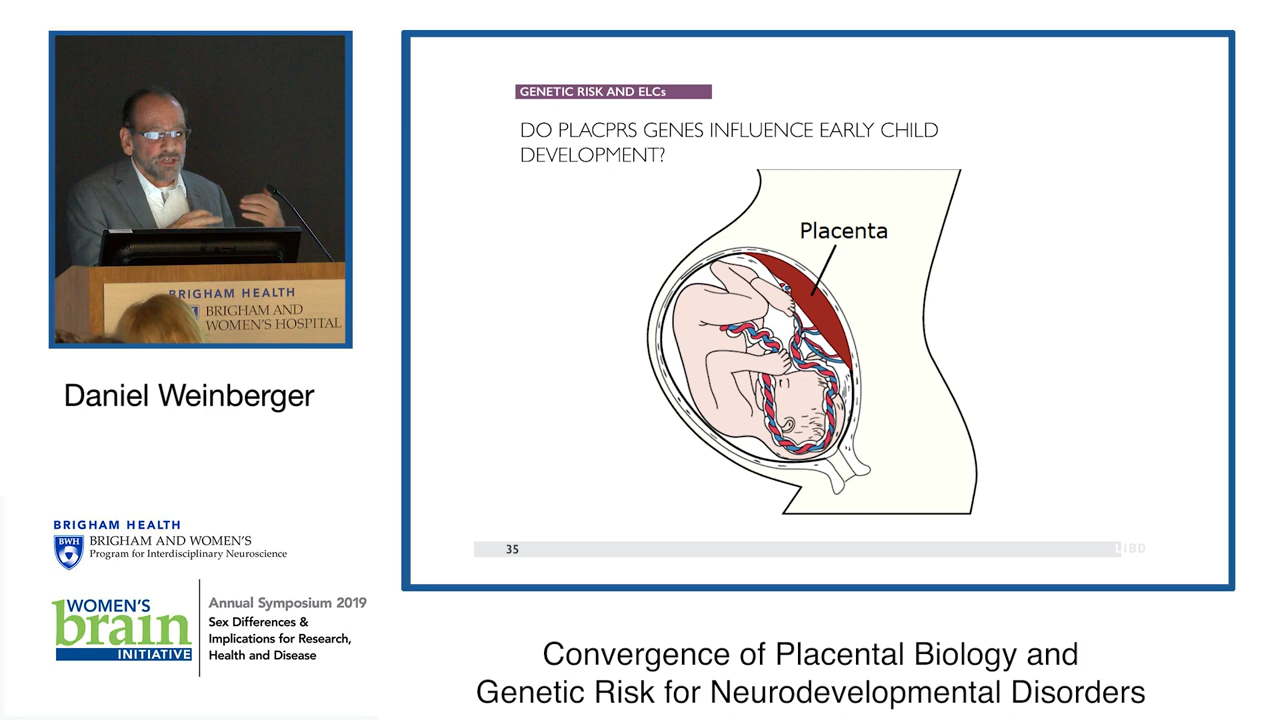 GENETIC RISK AND ELCs
DO PLACPRS GENES INFLUENCE EARLY CHILD
DEVELOPMENT?
Placenta
35
LIBD
BRIGHAM HEALTH
BRIGHAM AND
WOMEN'S HOSPITAL
Daniel Weinberger
BRIGHAM HEALTH
BWH
BRIGHAM AND WOMEN'S
Program for Interdisciplinary Neuroscience
WOMEN'S
brain
INITIATIVE
Annual Symposium 2019
Sex Differences &
Implications for Research,
Health and Disease
Convergence of Placental Biology and
Genetic Risk for Neurodevelopmental Disorders